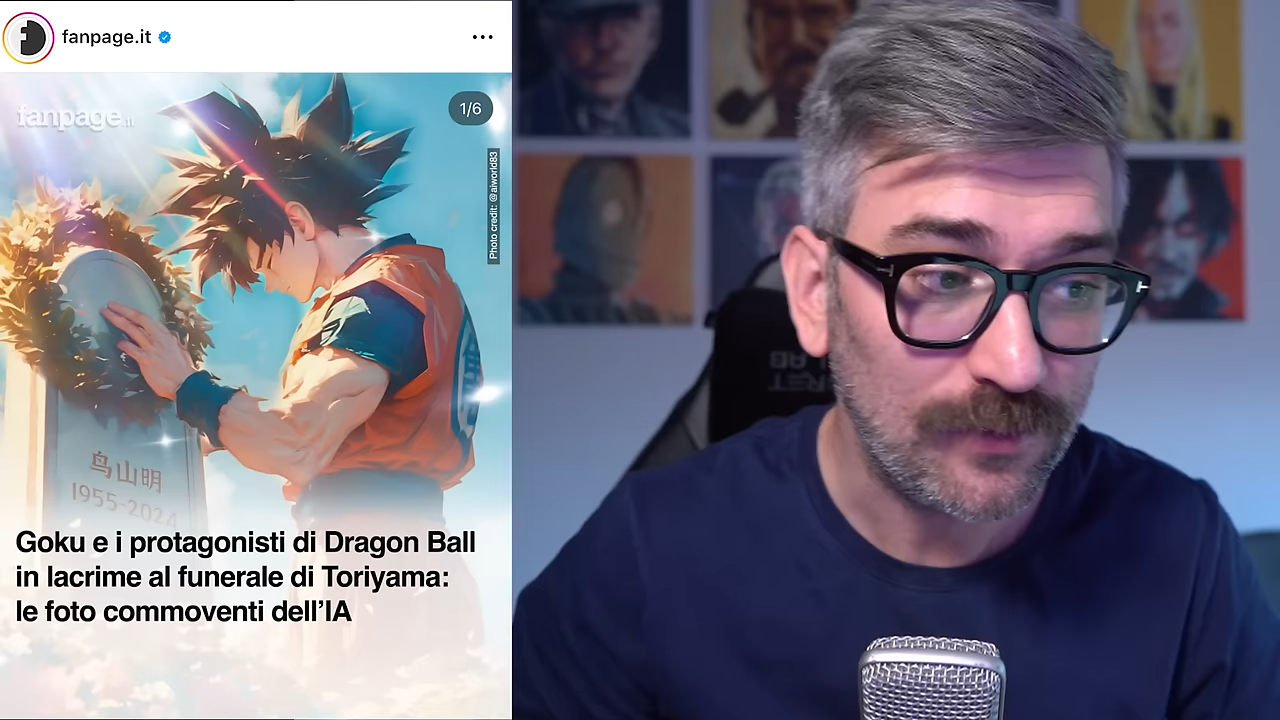 fanpage.it
1/6
fanpage.it
Photo credit: @aiworld83
鸟山明
1955-2024
Goku e i protagonisti di Dragon Ball
in lacrime al funerale di Toriyama:
le foto commoventi dell'IA